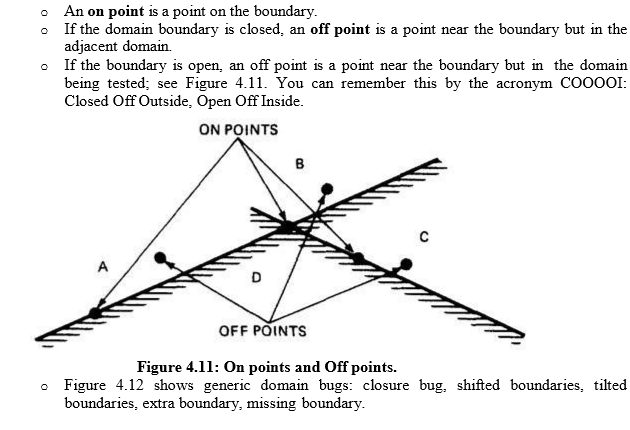 o An on point is a point on the boundary.
o If the domain boundary is closed, an off point is a point near the boundary but in the
adjacent domain.
o If the boundary is open, an off point is a point near the boundary but in the domain
being tested; see Figure 4.11. You can remember this by the acronym COOOOI:
Closed Off Outside, Open Off Inside.
ON POINTS
B
C
A
D
OFF POINTS
Figure 4.11: On points and Off points.
o Figure 4.12 shows generic domain bugs: closure bug, shifted boundaries, tilted
boundaries, extra boundary, missing boundary.